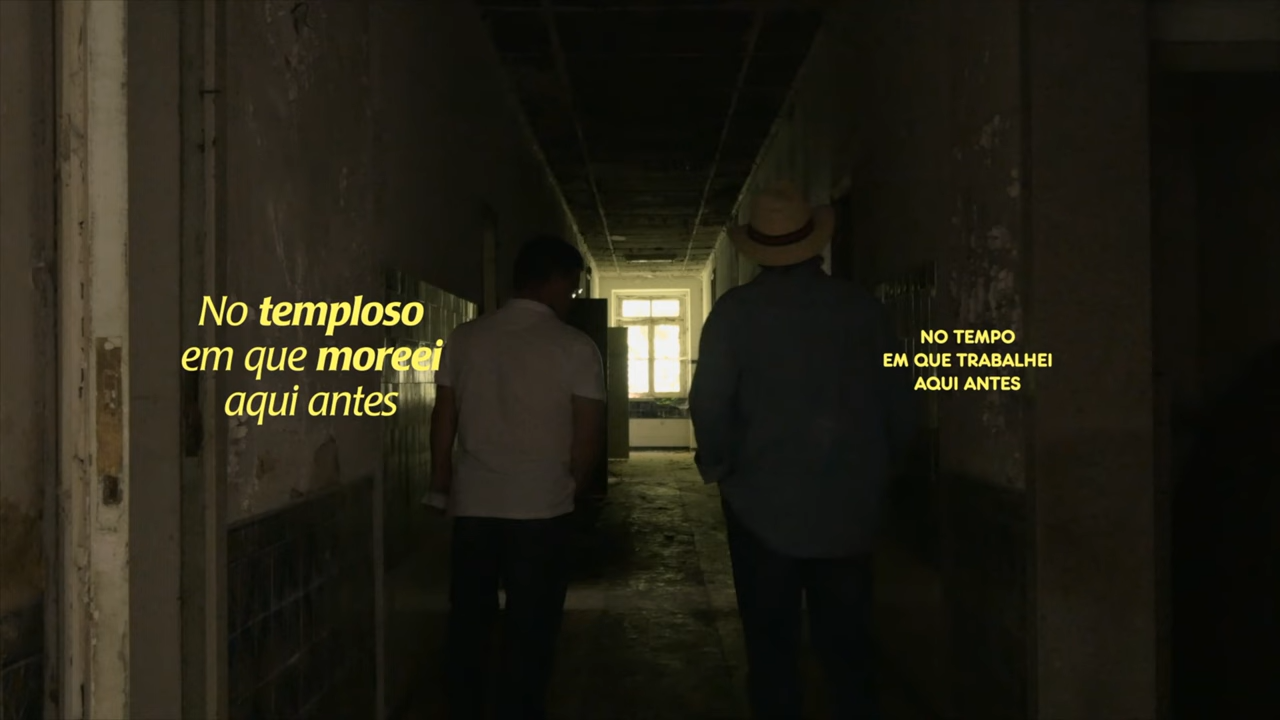 No temploso
em que moreei
aqui antes
NO TEMPO
EM QUE TRABALHEI
AQUI ANTES